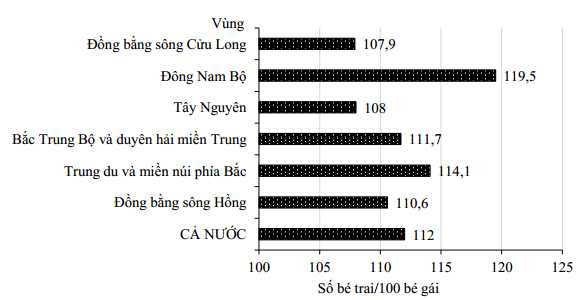 Vùng
Đồng bằng sông Cửu Long 107,9
Đông Nam Bộ 119,5
Tây Nguyên 108
Bắc Trung Bộ và duyên hải miền Trung 111,7
Trung du và miền núi phía Bắc 114,1
Đồng bằng sông Hồng 110,6
CẢ NƯỚC 112
100 105 110 115 120 125
Số bé trai/100 bé gái